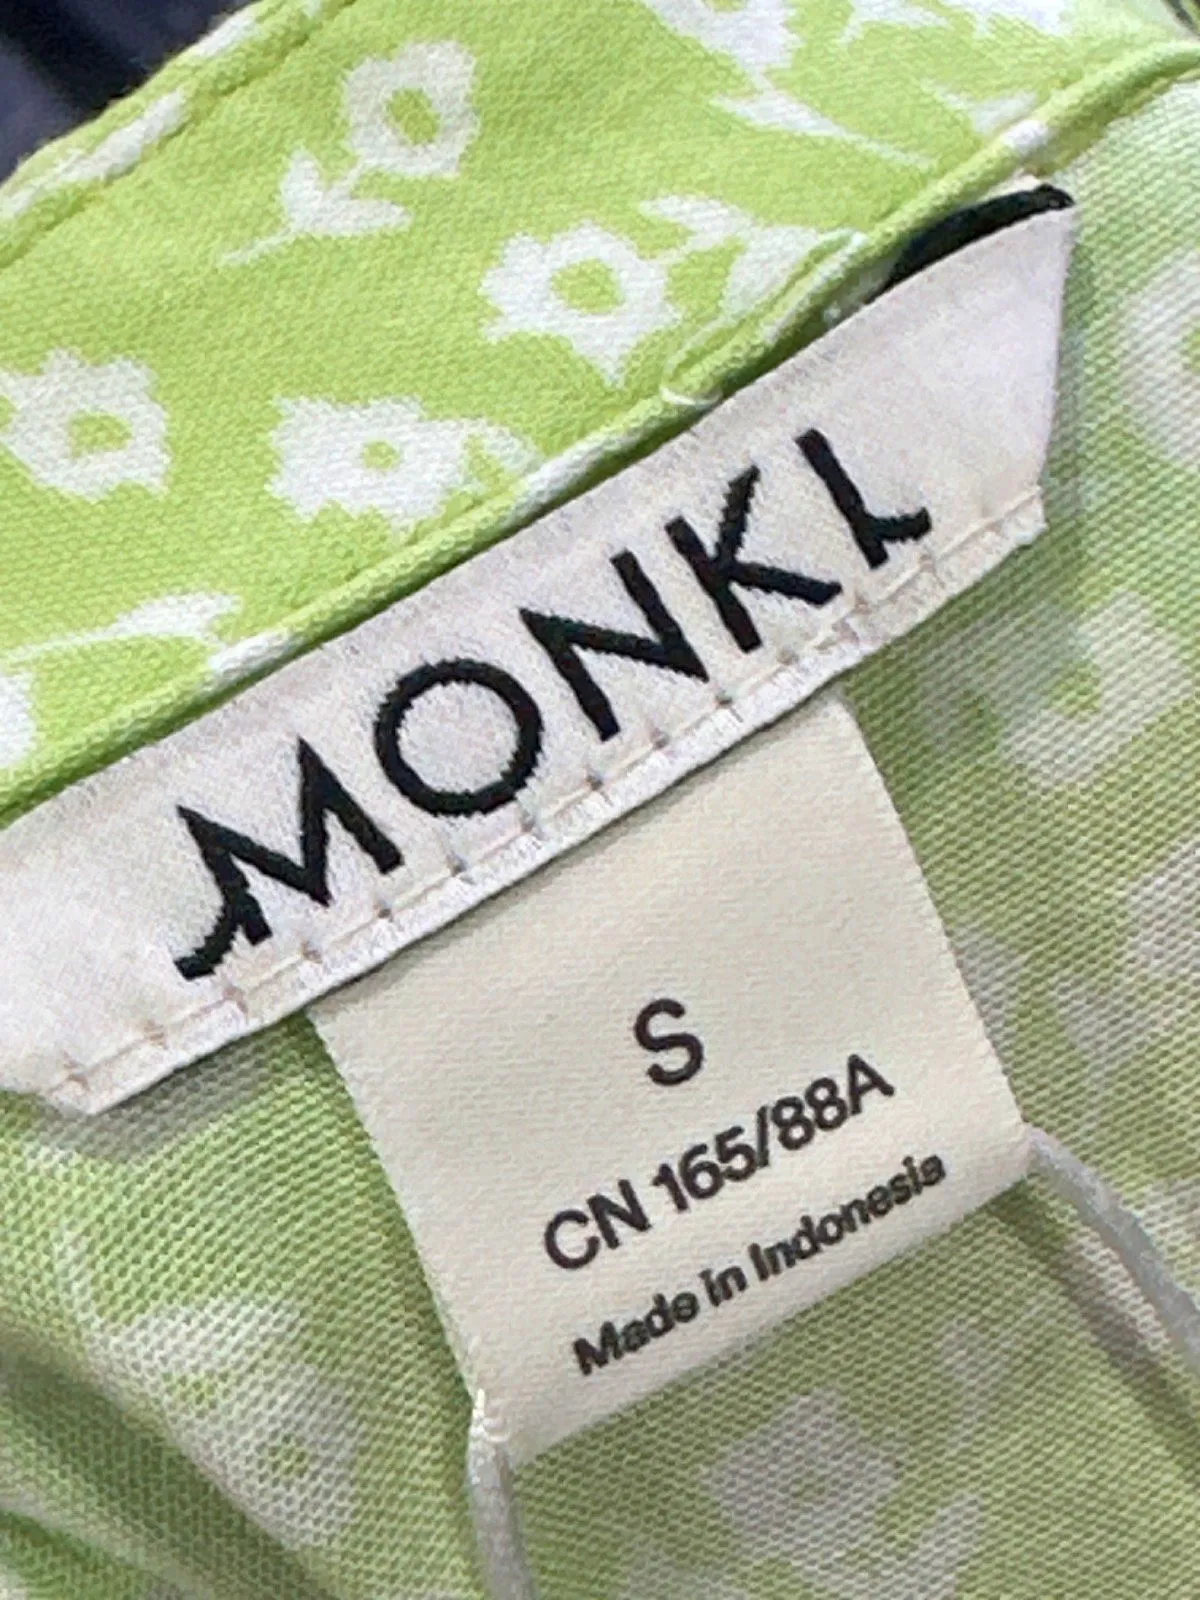 MONKI
S
CN 165/88A
Made in Indonesia